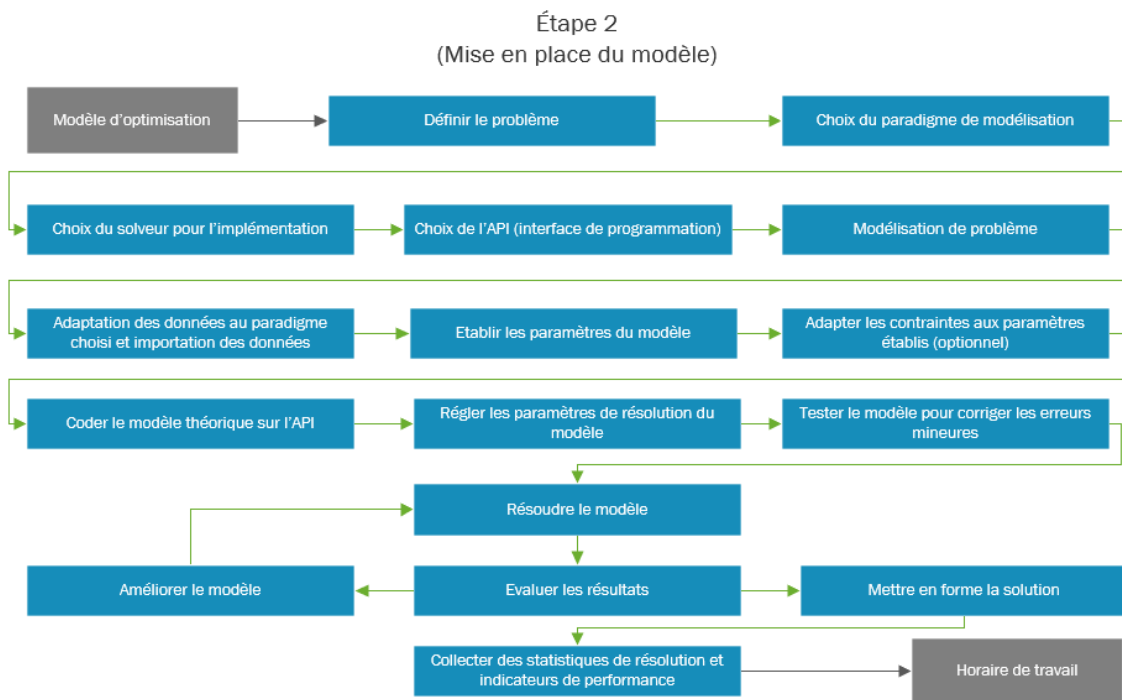 Étape 2
(Mise en place du modèle)
Modèle d'optimisation
Définir le problème
Choix du paradigme de modélisation
Choix du solveur pour l'implémentation
Choix de l'API (interface de programmation)
Modélisation de problème
Adaptation des données au paradigme
choisi et importation des données
Etablir les paramètres du modèle
Adapter les contraintes aux paramètres
établis (optionnel)
Coder le modèle théorique sur l'API
Régler les paramètres de résolution du
modèle
Tester le modèle pour corriger les erreurs
mineures
Résoudre le modèle
Améliorer le modèle
Evaluer les résultats
Mettre en forme la solution
Collecter des statistiques de résolution et
indicateurs de performance
Horaire de travail